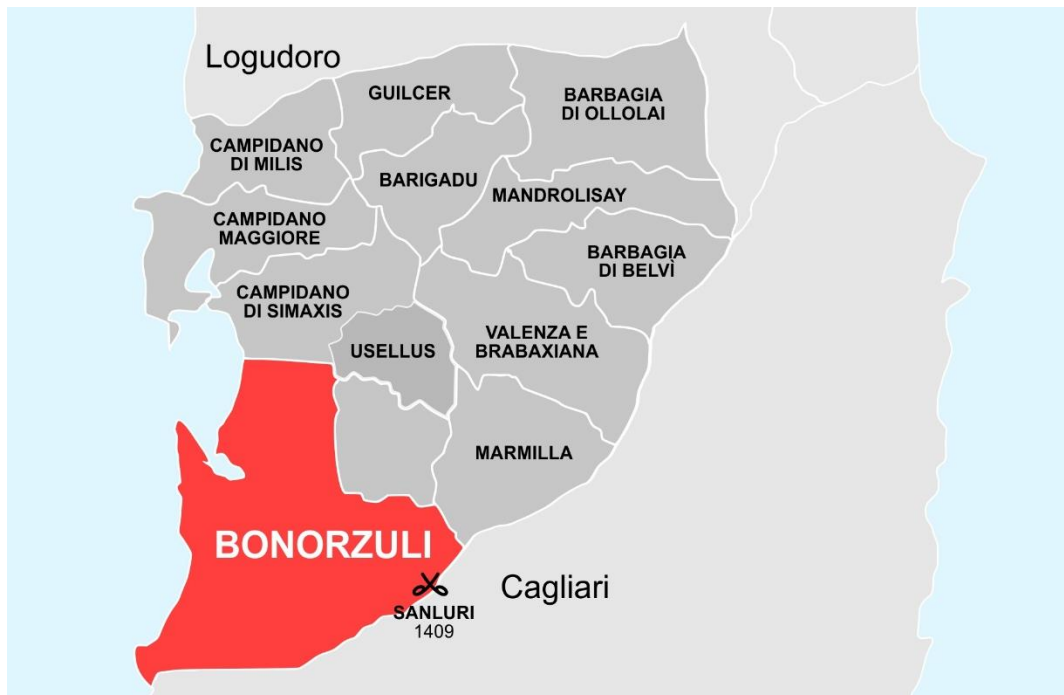 Logudoro
GUILCER
BARBAGIA
DI OLLOLAI
CAMPIDANO
DI MILIS
BARIGADU
MANDROLISAY
CAMPIDANO
MAGGIORE
BARBAGIA
DI BELVÌ
CAMPIDANO
DI SIMAXIS
VALENZA E
BRABAXIANA
USELLUS
MARMILLA
BONORZULI
Cagliari
SANLURI
1409